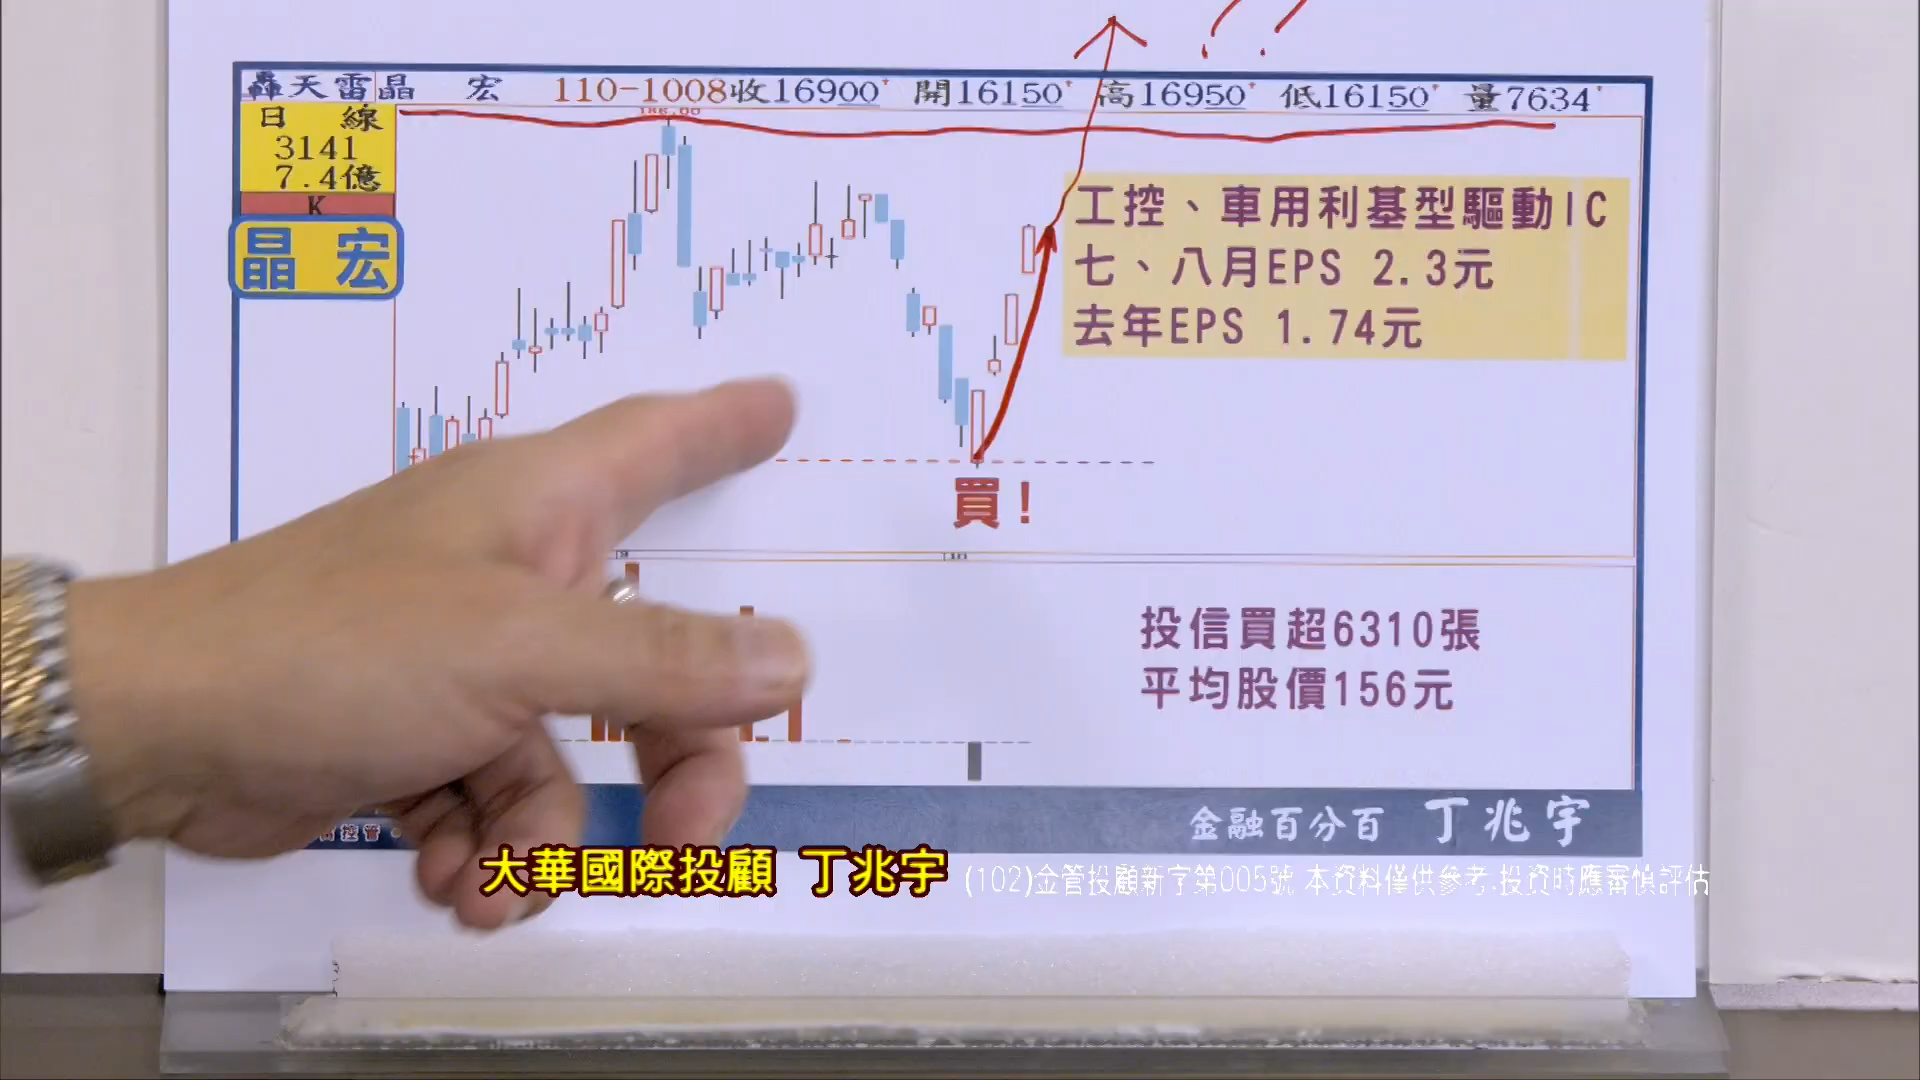 轟天雷晶 宏 110-1008收16900 開16150 高16950 低16150 量7634
186.00
日 線
3141
7.4億
K
晶 宏
工控、車用利基型驅動IC
七、八月EPS 2.3元
去年EPS 1.74元
買!
9
10
投信買超6310張
平均股價156元
控管
金融百分百 丁兆宇
大華國際投顧 丁兆宇 (102)金管投顧新字第005號 本資料僅供參考.投資時應審慎評估
??